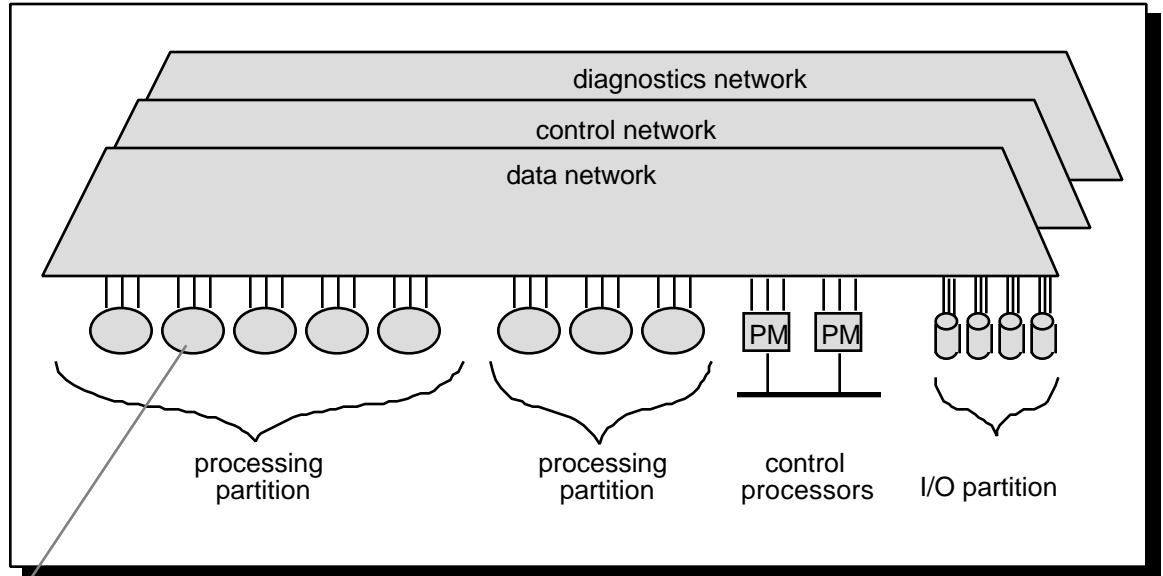 diagnostics network
control network
data network
PM PM
processing
partition
processing
partition
control
processors
I/O partition